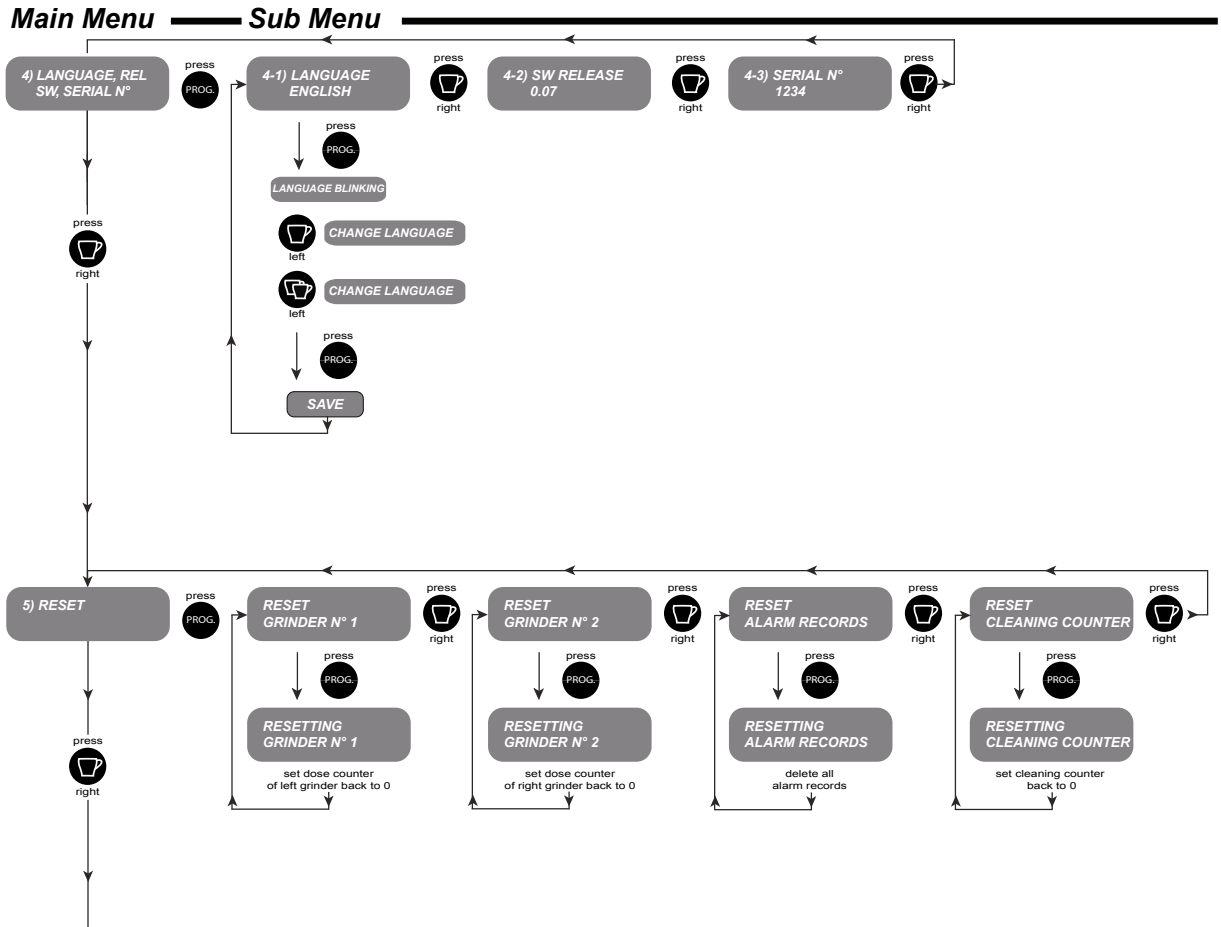 Main Menu Sub Menu
4) LANGUAGE, REL
SW, SERIAL N°
press
PROG.
4-1) LANGUAGE
ENGLISH
press
right
4-2) SW RELEASE
0.07
press
right
4-3) SERIAL N°
1234
press
right
press
PROG.
LANGUAGE BLINKING
left
CHANGE LANGUAGE
left
CHANGE LANGUAGE
press
PROG.
SAVE
press
right
5) RESET
press
PROG.
RESET
GRINDER N° 1
press
right
RESET
GRINDER N° 2
press
right
RESET
ALARM RECORDS
press
right
RESET
CLEANING COUNTER
press
right
press
PROG.
RESETTING
GRINDER N° 1
set dose counter
of left grinder back to 0
press
PROG.
RESETTING
GRINDER N° 2
set dose counter
of right grinder back to 0
press
PROG.
RESETTING
ALARM RECORDS
delete all
alarm records
press
PROG.
RESETTING
CLEANING COUNTER
set cleaning counter
back to 0
press
right